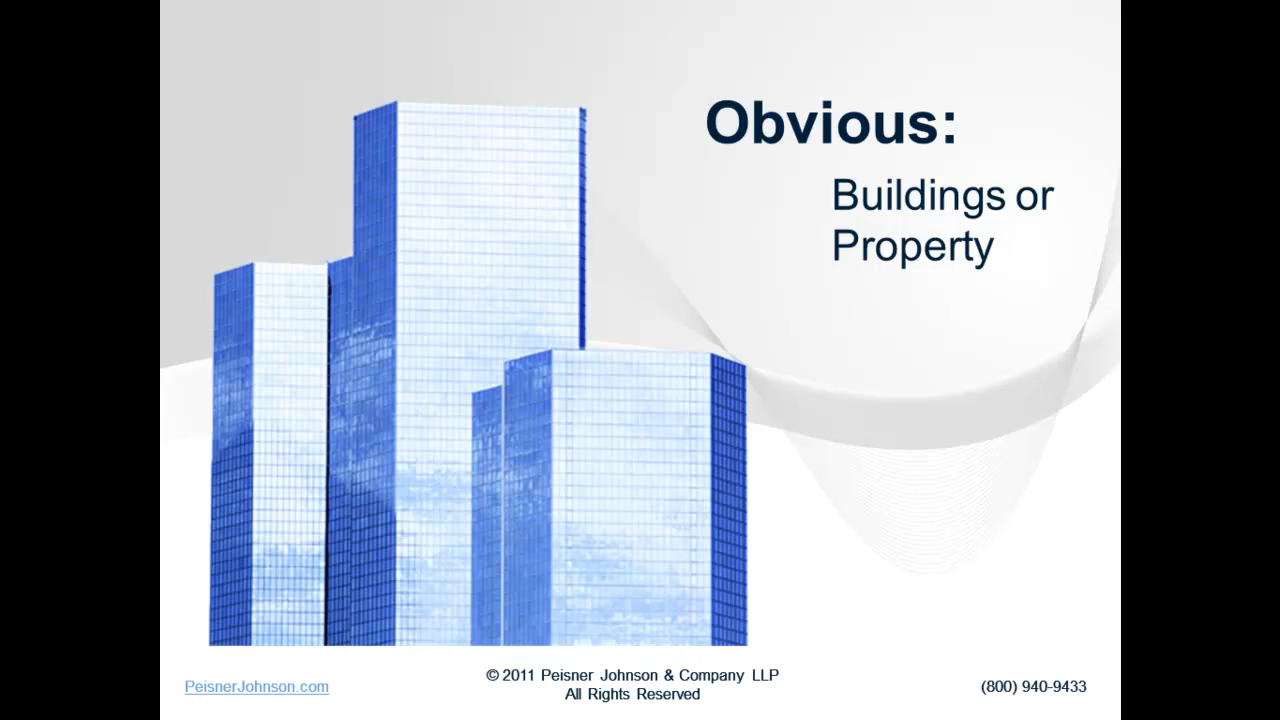 Obvious:
Buildings or
Property
PeisnerJohnson.com
© 2011 Peisner Johnson & Company LLP
All Rights Reserved
(800) 940-9433